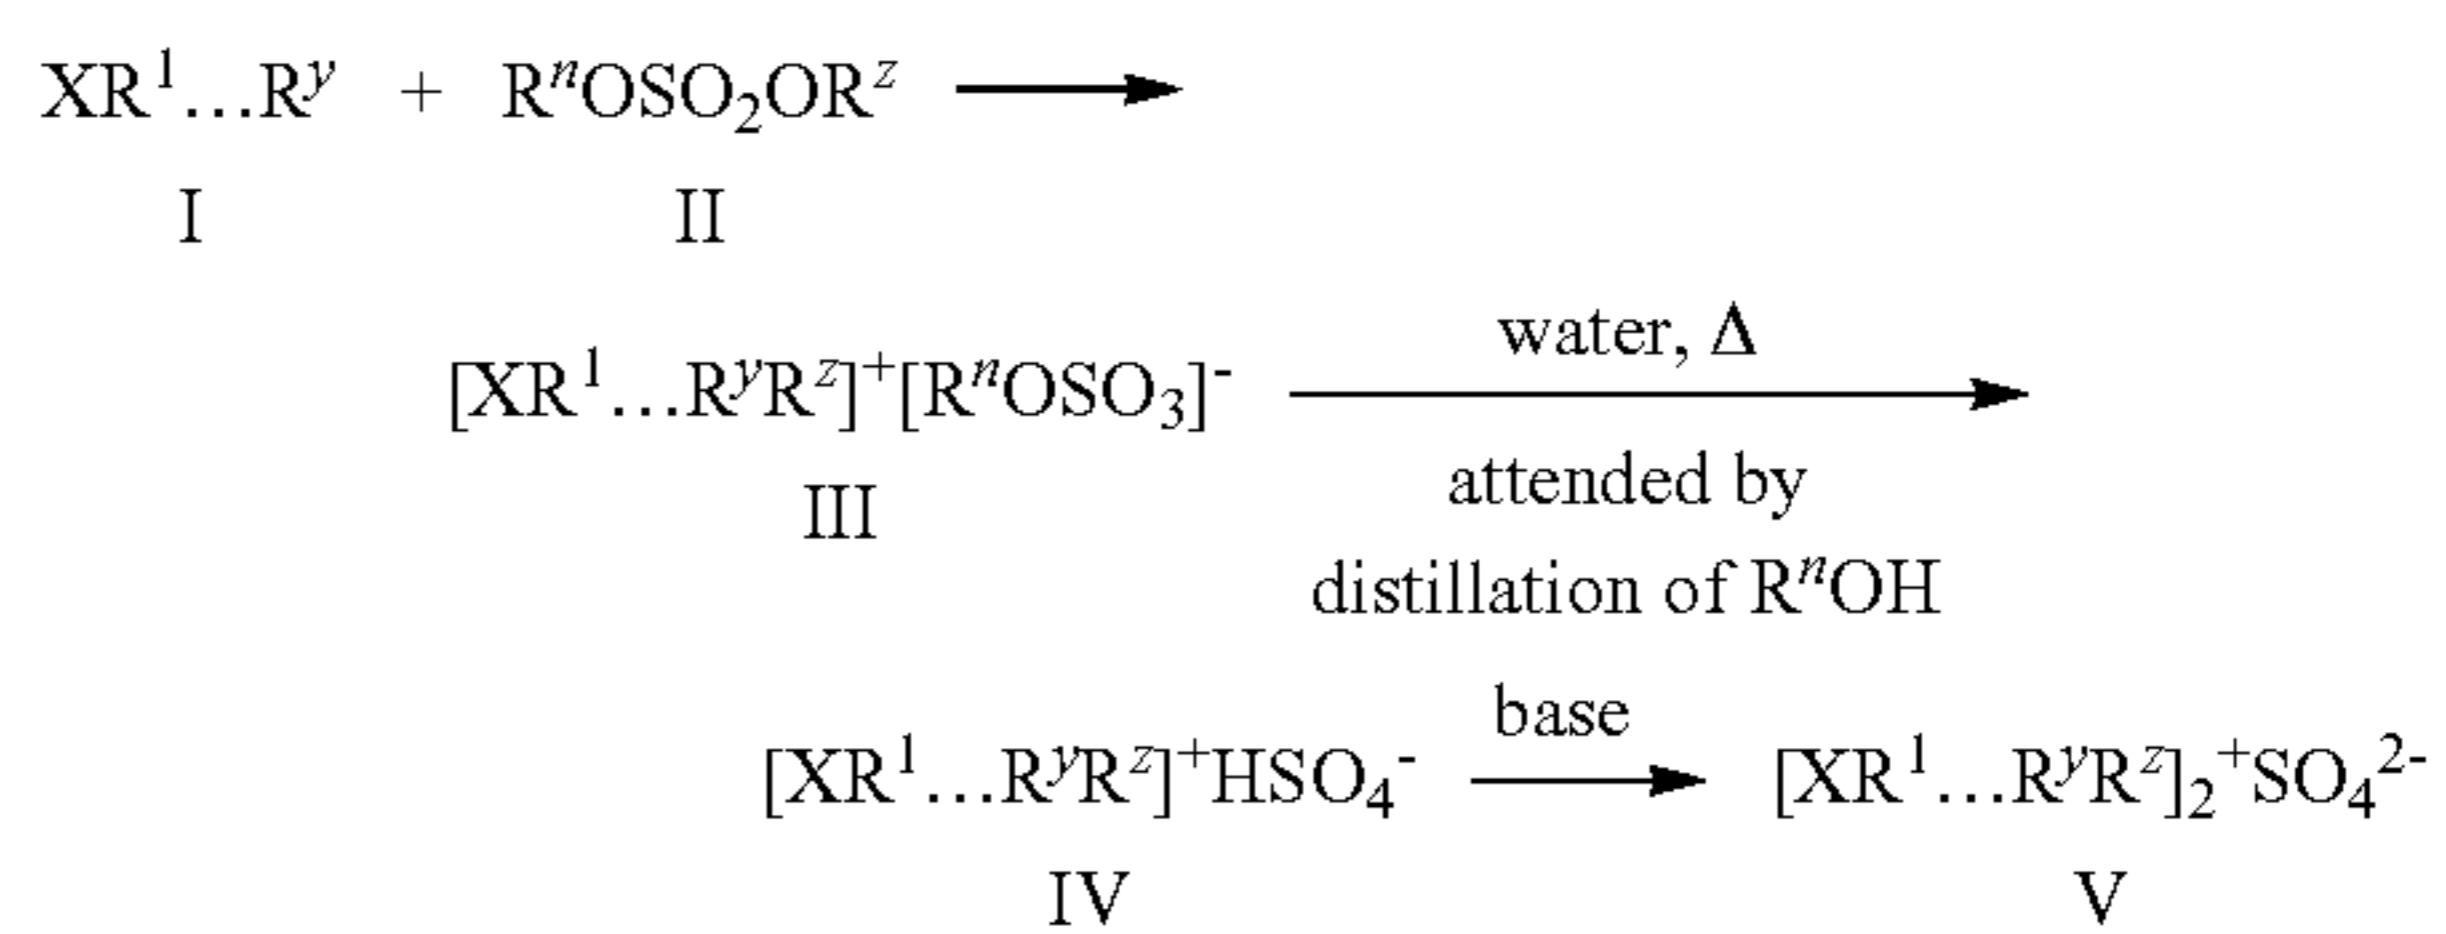 XR¹…Rʸ + RⁿOSO₂ORᶻ ⟶
I II
water, Δ
[XR¹…RʸRᶻ]⁺[RⁿOSO₃]⁻ ⟶
III
attended by
distillation of RⁿOH
base
[XR¹…RʸRᶻ]⁺HSO₄⁻ ⟶ [XR¹…RʸRᶻ]₂⁺SO₄²⁻
IV V